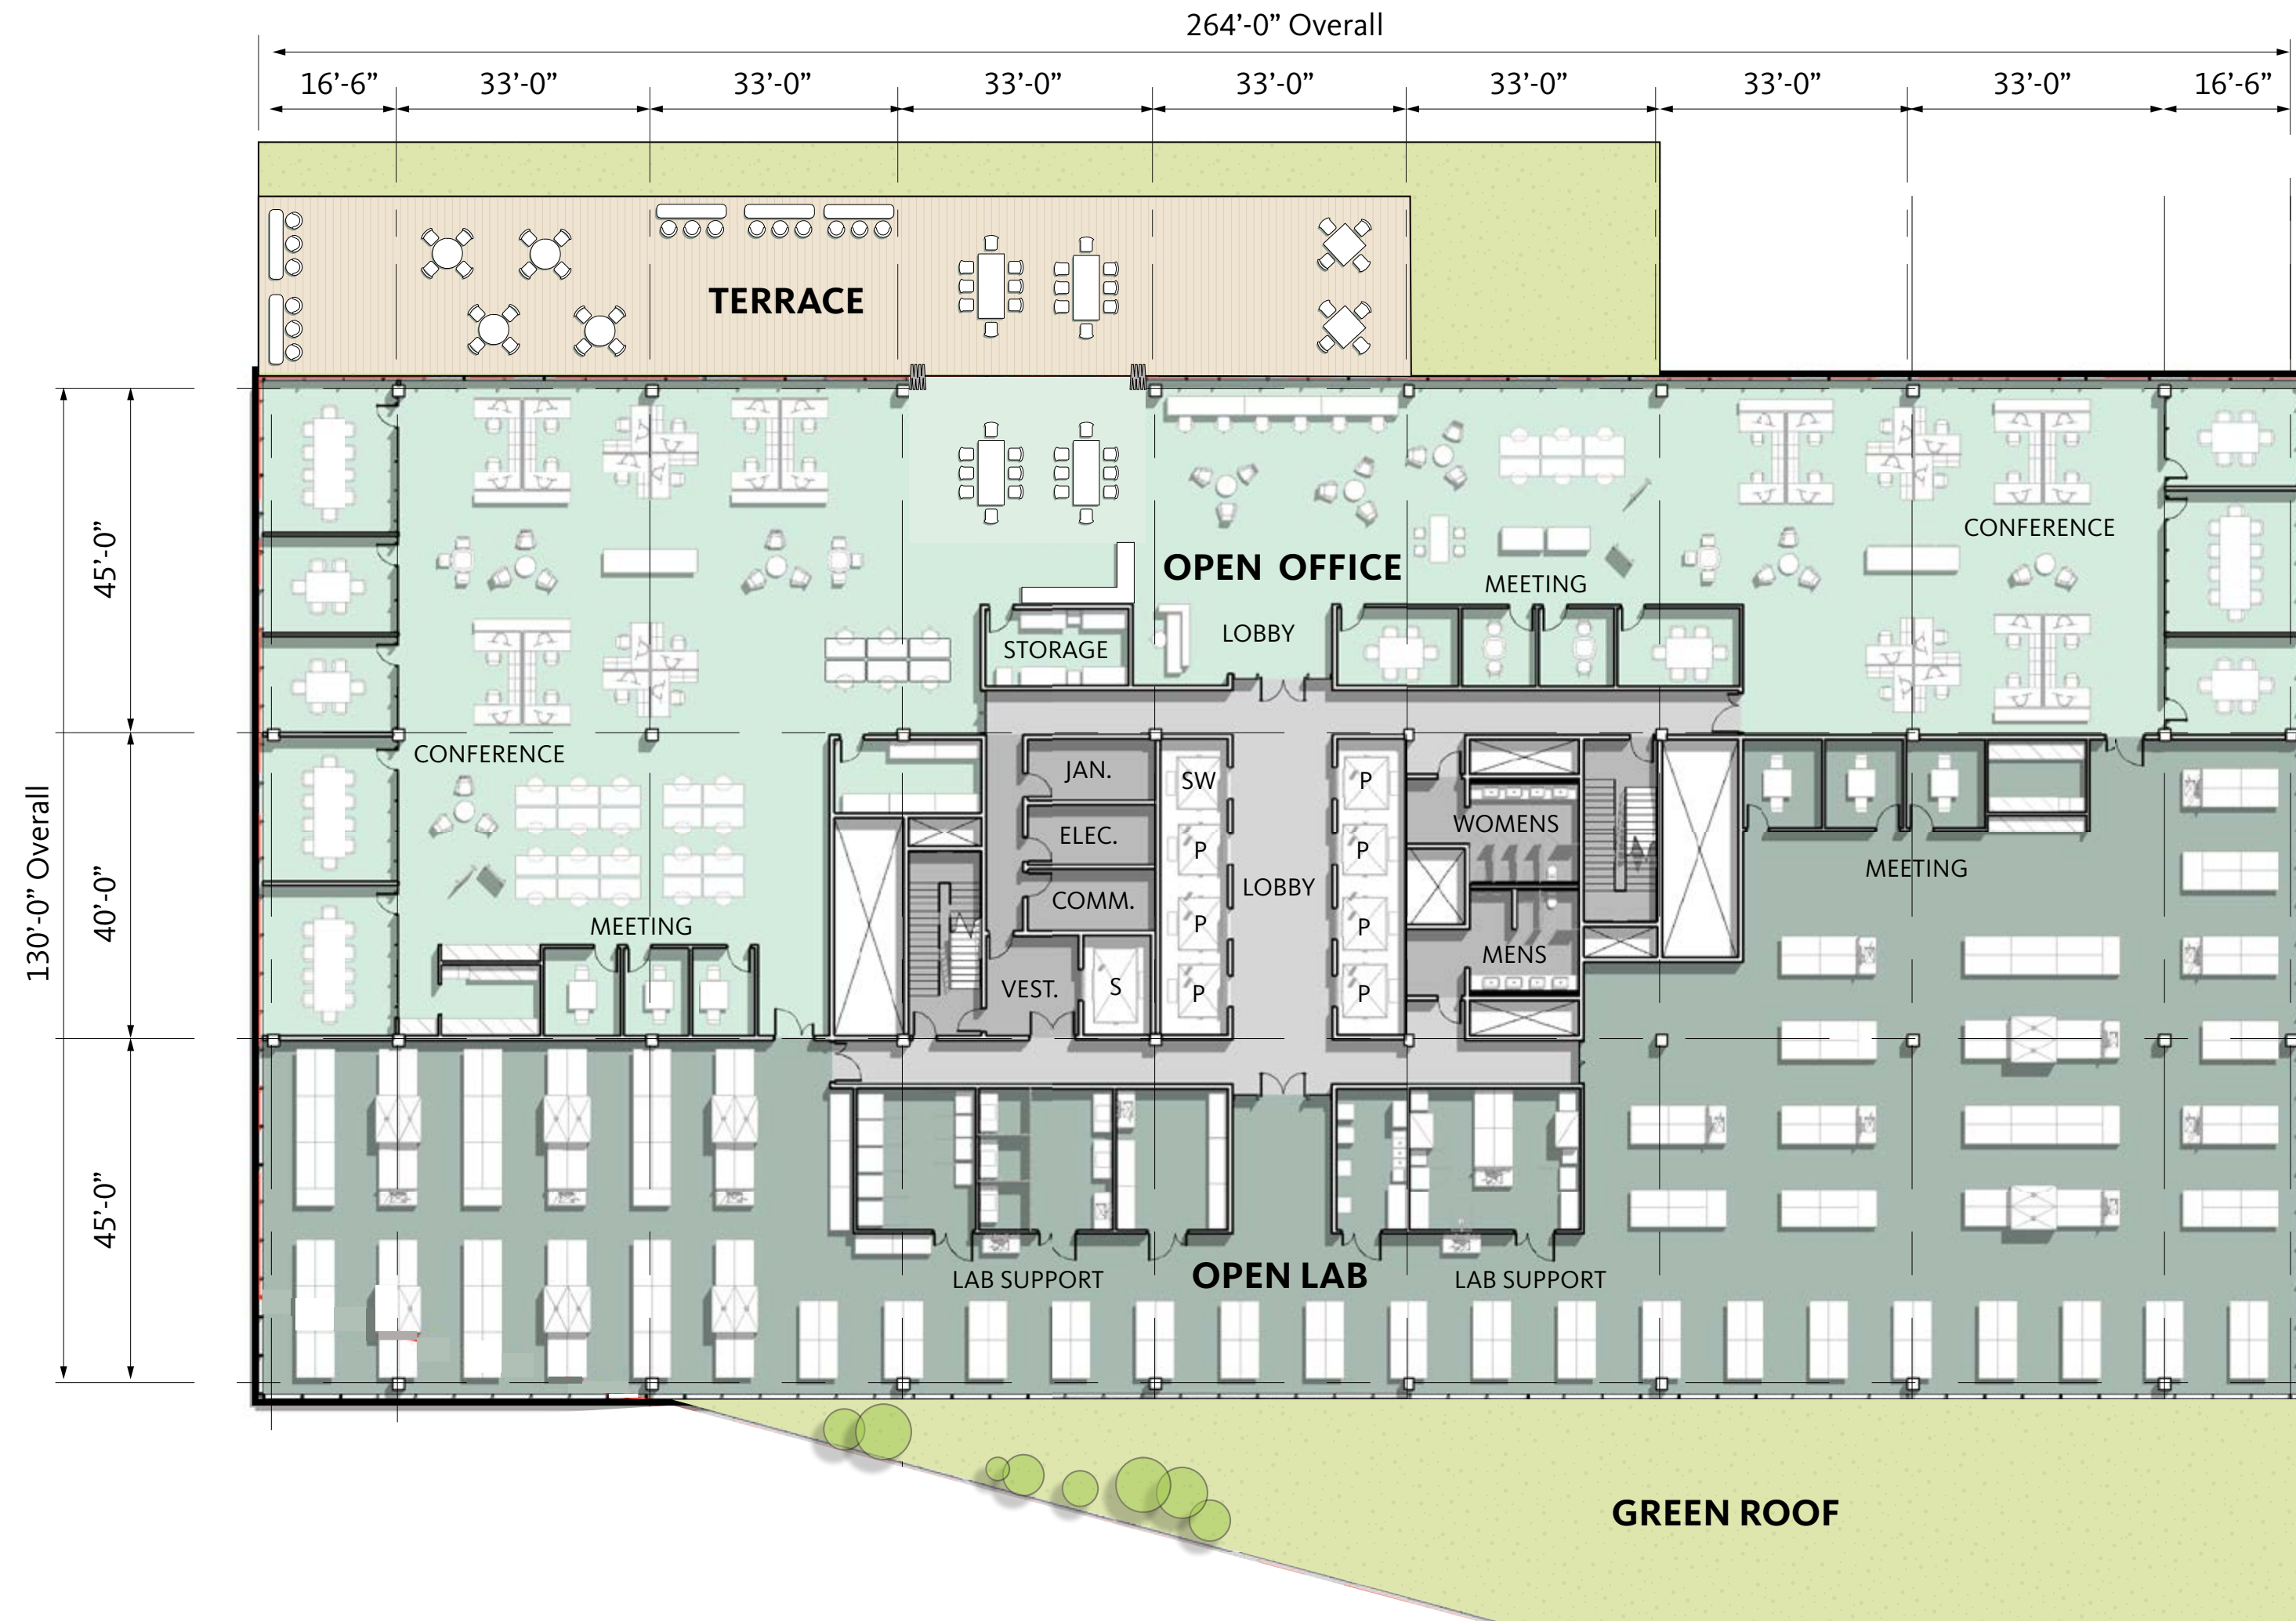 264’-0” Overall
16’-6”
33’-0”
33’-0”
33’-0”
33’-0”
33’-0”
33’-0”
33’-0”
16’-6”
TERRACE
130’-0” Overall
45’-0”
40’-0”
45’-0”
CONFERENCE
OPEN OFFICE
MEETING
LOBBY
STORAGE
CONFERENCE
JAN.
SW
P
WOMENS
ELEC.
P
P
MEETING
LOBBY
COMM.
P
P
MEETING
MENS
VEST.
S
P
P
OPEN LAB
LAB SUPPORT
LAB SUPPORT
GREEN ROOF